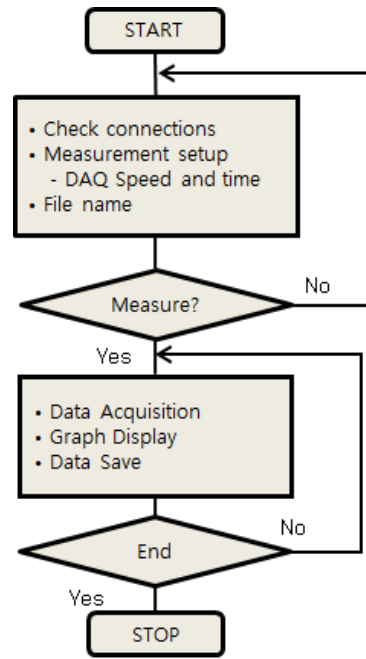 START
• Check connections
• Measurement setup
- DAQ Speed and time
• File name
Measure?
No
Yes
• Data Acquisition
• Graph Display
• Data Save
End
No
Yes
STOP